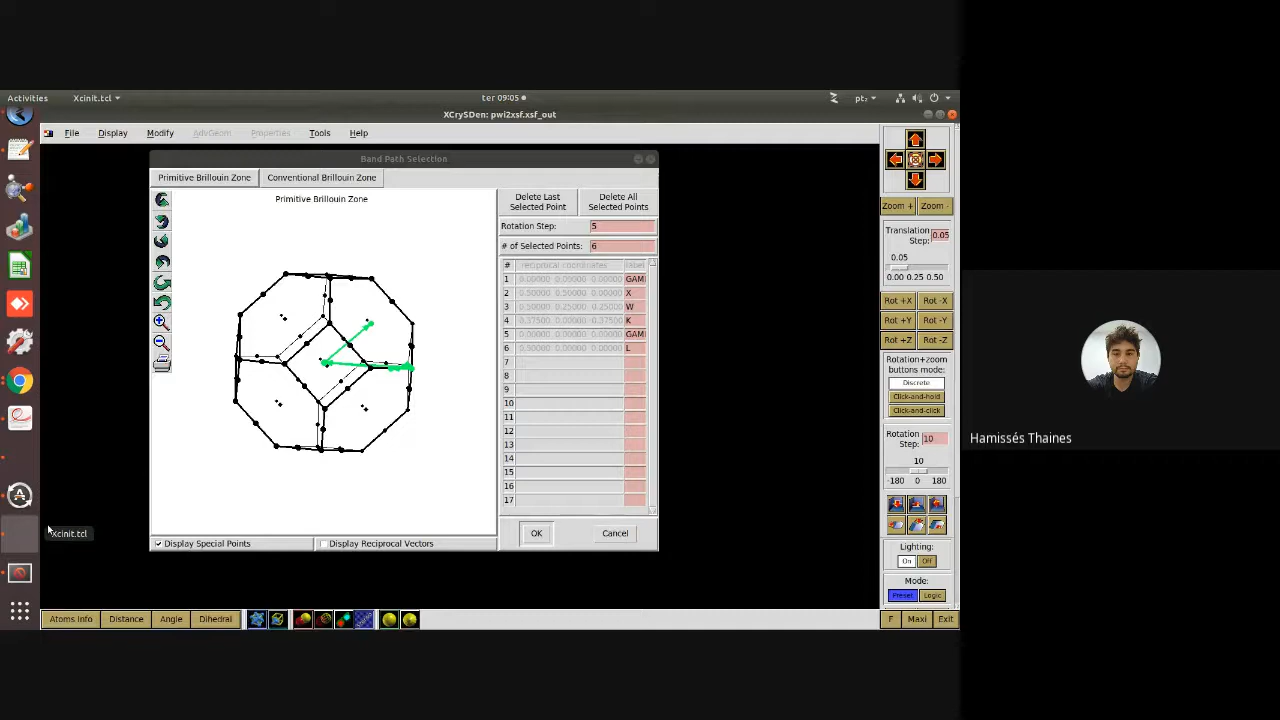 Activities
Xcinit.tcl
ter 09:05
pt₂
XCrySDen: pwi2xsf.xsf_out
File Display Modify AdvGeom Properties Tools Help
Band Path Selection
Primitive Brillouin Zone
Conventional Brillouin Zone
Primitive Brillouin Zone
Delete Last
Selected Point
Delete All
Selected Points
Rotation Step: 5
# of Selected Points: 6
# reciprocal coordinates label
1 0.00000 0.00000 0.00000 GAM
2 0.50000 0.50000 0.00000 X
3 0.50000 0.25000 -0.25000 W
4 0.37500 0.00000 -0.37500 K
5 0.00000 0.00000 0.00000 GAM
6 0.50000 0.00000 0.00000 L
7
8
9
10
11
12
13
14
15
16
17
OK
Cancel
Display Special Points
Display Reciprocal Vectors
Xcinit.tcl
Zoom +
Zoom -
Translation
Step: 0.05
0.05
0.00 0.25 0.50
Rot +X
Rot -X
Rot +Y
Rot -Y
Rot +Z
Rot -Z
Rotation+zoom
buttons mode:
Discrete
Click-and-hold
Click-and-click
Rotation
Step: 10
10
-180 0 180
Lighting:
On
Off
Mode:
Preset
Logic
Atoms Info
Distance
Angle
Dihedral
F
Maxi
Exit
Hamissés Thaines